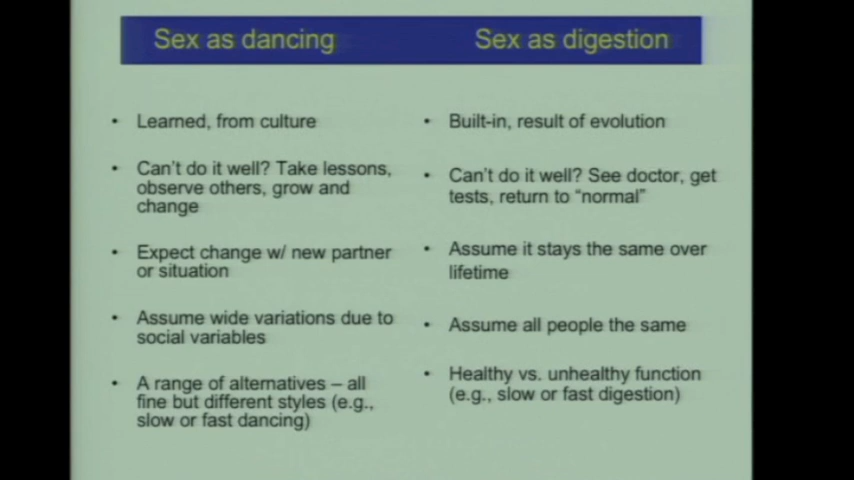 Sex as dancing
Sex as digestion
• Learned, from culture
• Can't do it well? Take lessons,
observe others, grow and
change
• Expect change w/ new partner
or situation
• Assume wide variations due to
social variables
• A range of alternatives – all
fine but different styles (e.g.,
slow or fast dancing)
• Built-in, result of evolution
• Can't do it well? See doctor, get
tests, return to "normal"
• Assume it stays the same over
lifetime
• Assume all people the same
• Healthy vs. unhealthy function
(e.g., slow or fast digestion)